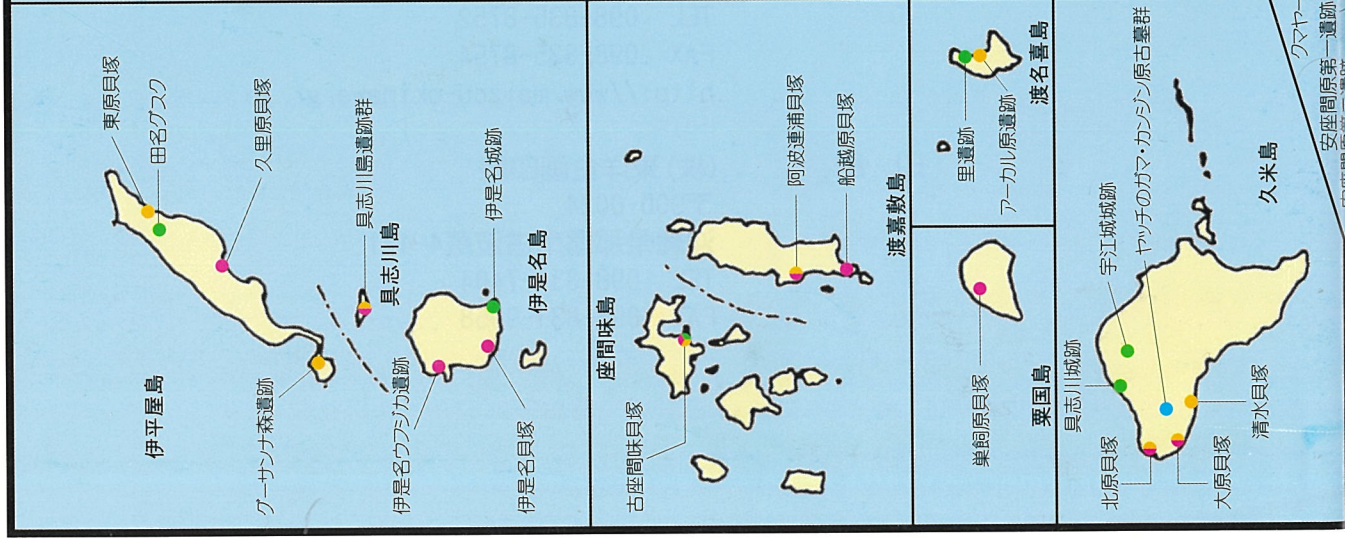 東原貝塚
田名グスク
久里原貝塚
伊平屋島
グーサンナ森遺跡
具志川島遺跡群
具志川島
伊是名ウフジカ遺跡
伊是名城跡
伊是名島
伊是名貝塚
座間味島
古座間味貝塚
阿波連浦貝塚
船越原貝塚
渡嘉敷島
巣飼原貝塚
粟国島
里遺跡
アーカル原遺跡
渡名喜島
具志川城跡
宇江城城跡
ヤッチのガマ・カンジン原古墓群
北原貝塚
大原貝塚
清水貝塚
久米島
クマヤー
安座間原第一遺跡